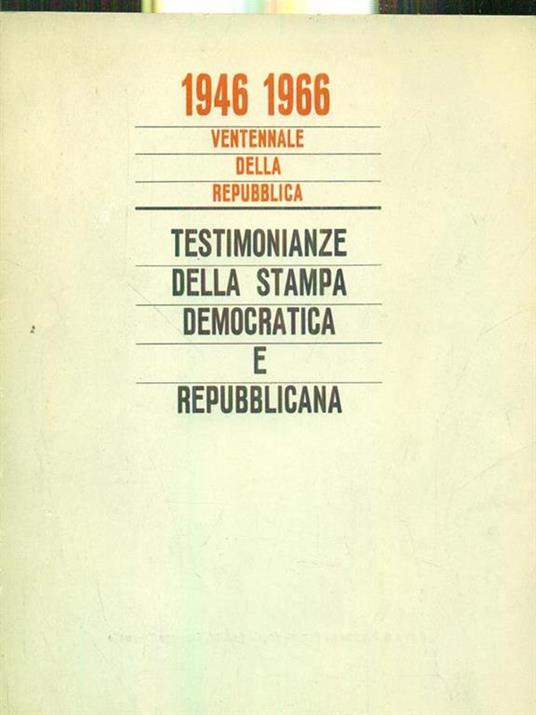 1946 1966
VENTENNALE
DELLA
REPUBBLICA
TESTIMONIANZE
DELLA STAMPA
DEMOCRATICA
E
REPUBBLICANA